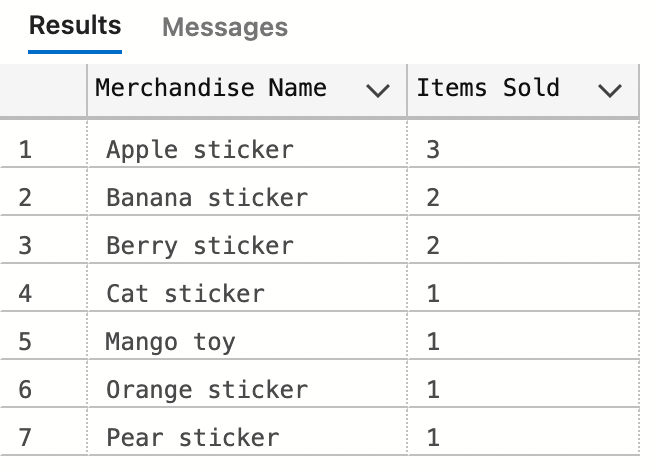 Results Messages
Merchandise Name Items Sold
1 Apple sticker 3
2 Banana sticker 2
3 Berry sticker 2
4 Cat sticker 1
5 Mango toy 1
6 Orange sticker 1
7 Pear sticker 1